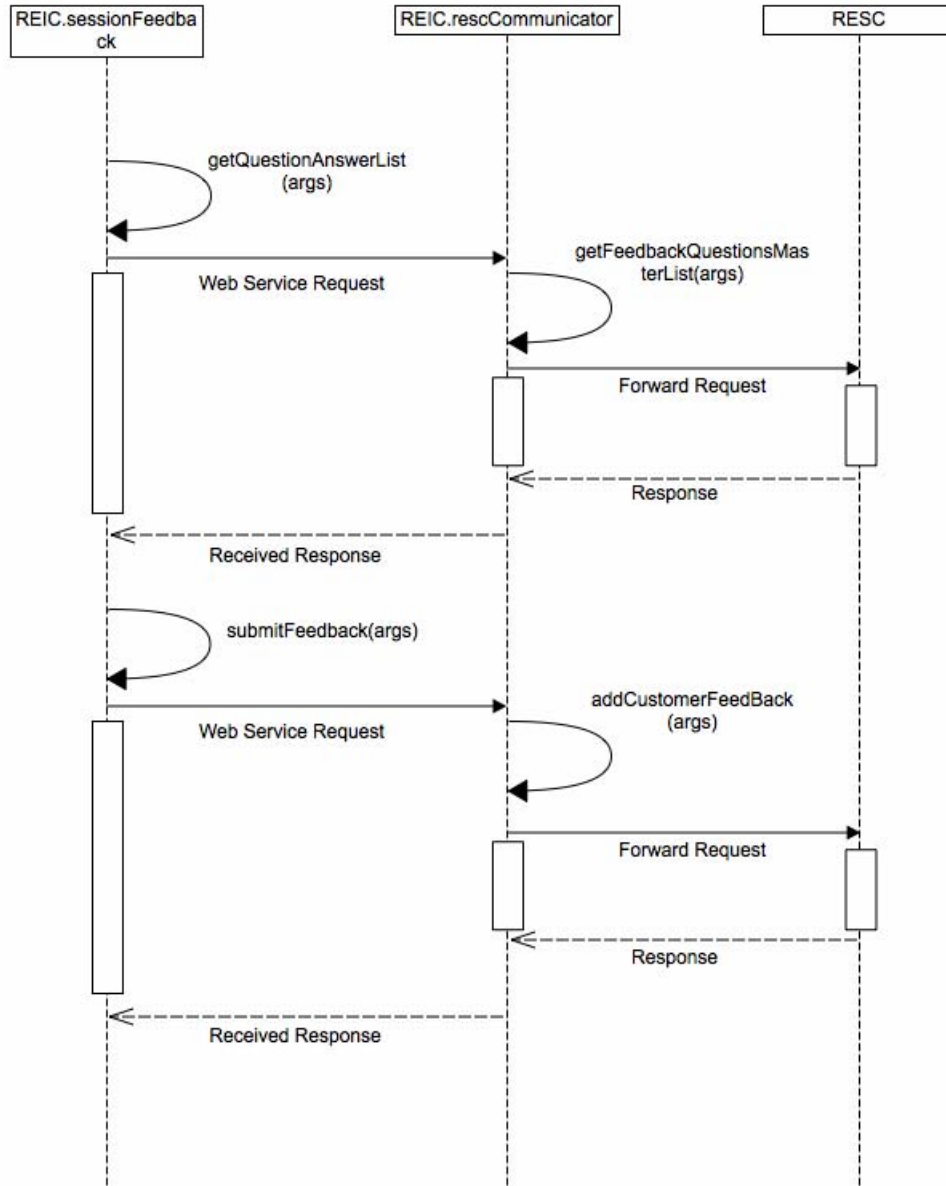 REIC.sessionFeedba
ck
REIC.rescCommunicator
RESC
getQuestionAnswerList
(args)
getFeedbackQuestionsMas
terList(args)
Web Service Request
Forward Request
Response
Received Response
submitFeedback(args)
addCustomerFeedBack
(args)
Web Service Request
Forward Request
Response
Received Response